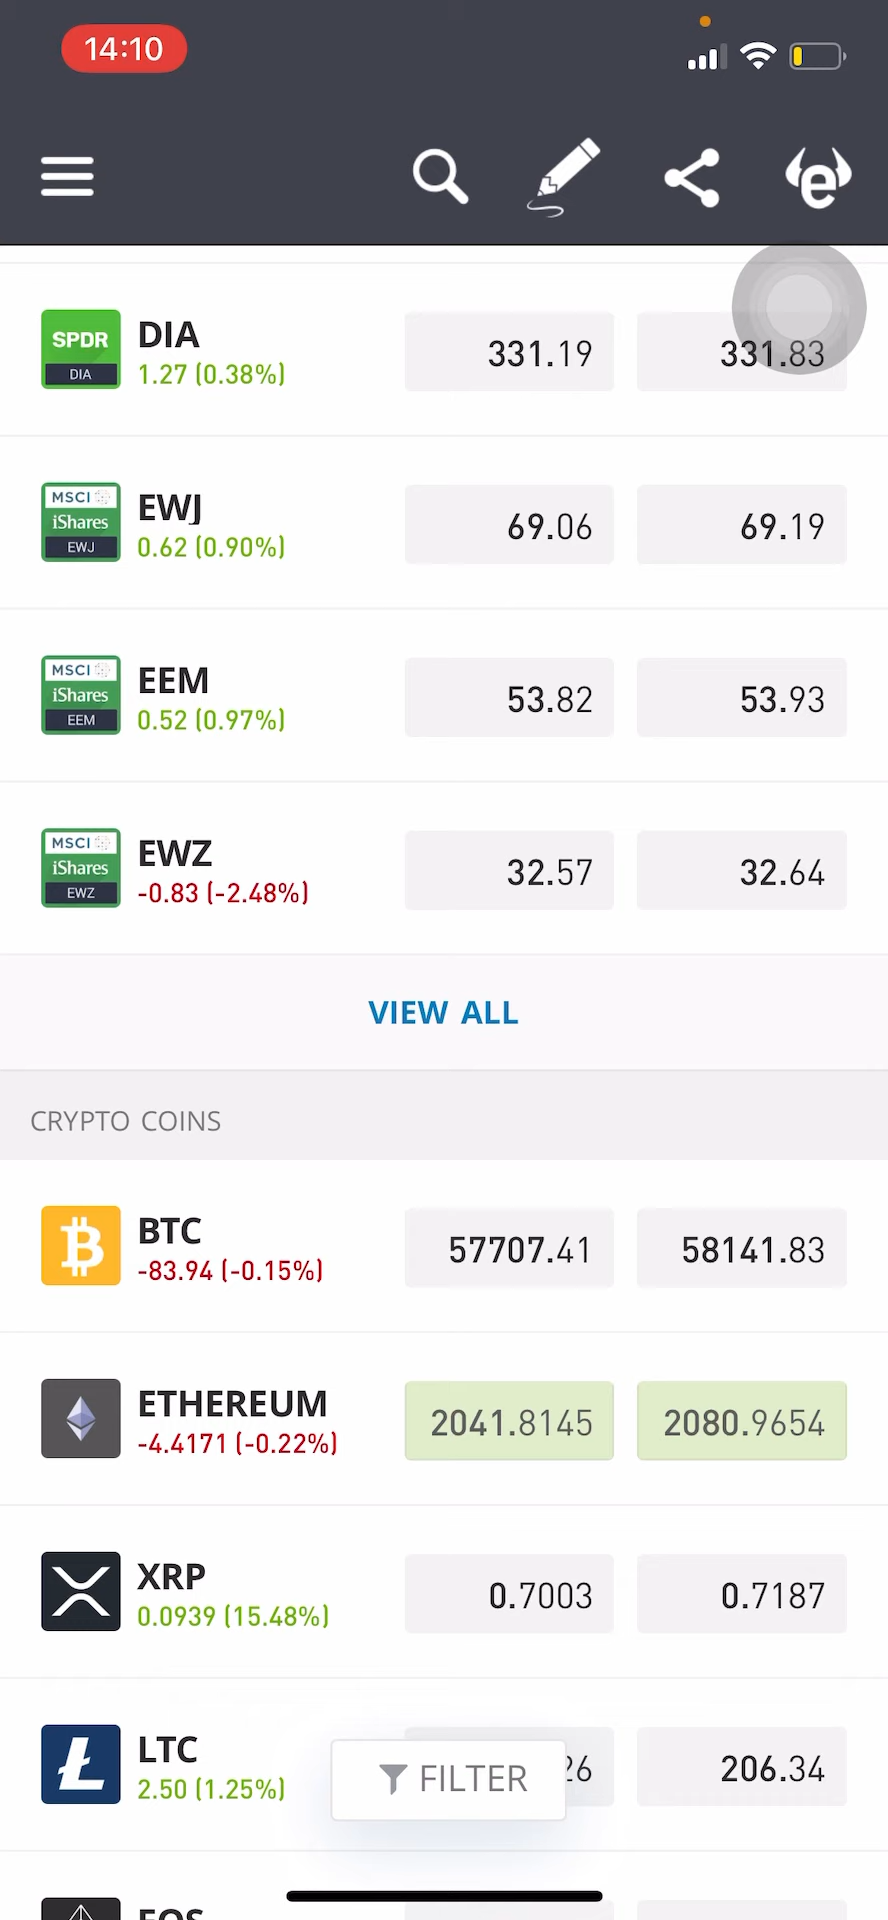 14:10
e
SPDR
DIA
DIA
1.27 (0.38%)
331.19
331.83
MSCI
iShares
EWJ
EWJ
0.62 (0.90%)
69.06
69.19
MSCI
iShares
EEM
EEM
0.52 (0.97%)
53.82
53.93
MSCI
iShares
EWZ
EWZ
-0.83 (-2.48%)
32.57
32.64
VIEW ALL
CRYPTO COINS
BTC
-83.94 (-0.15%)
57707.41
58141.83
ETHEREUM
-4.4171 (-0.22%)
2041.8145
2080.9654
XRP
0.0939 (15.48%)
0.7003
0.7187
LTC
2.50 (1.25%)
FILTER
206.34
EOS